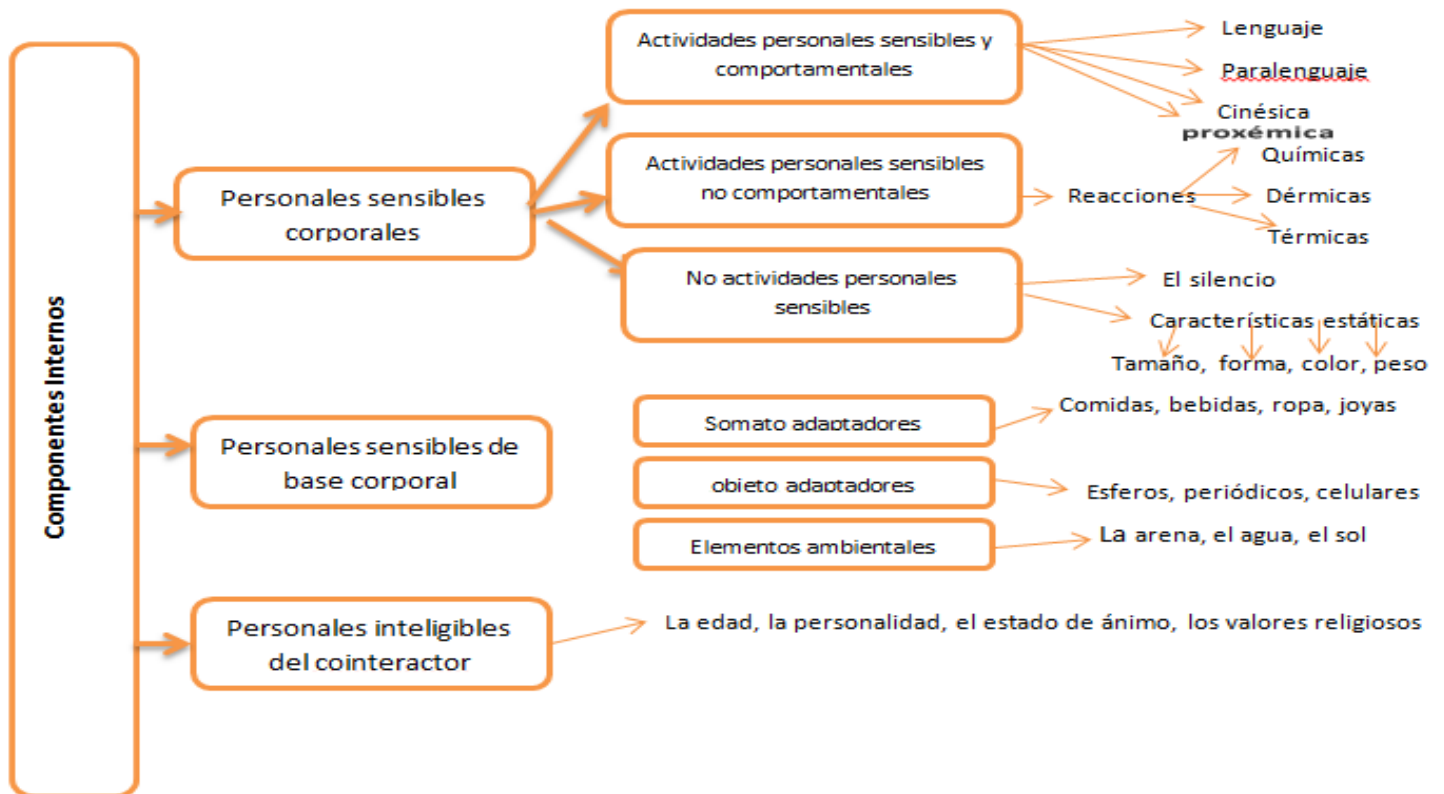 Componentes Internos
Personales sensibles
corporales
Actividades personales sensibles y
comportamentales
Lenguaje
Paralenguaje
Cinésica
proxémica
Actividades personales sensibles
no comportamentales
Reacciones
Químicas
Dérmicas
Térmicas
No actividades personales
sensibles
El silencio
Características estáticas
Tamaño, forma, color, peso
Personales sensibles de
base corporal
Somato adaptadores
Comidas, bebidas, ropa, joyas
objeto adaptadores
Esferos, periódicos, celulares
Elementos ambientales
La arena, el agua, el sol
Personales inteligibles
del cointeractor
La edad, la personalidad, el estado de ánimo, los valores religiosos